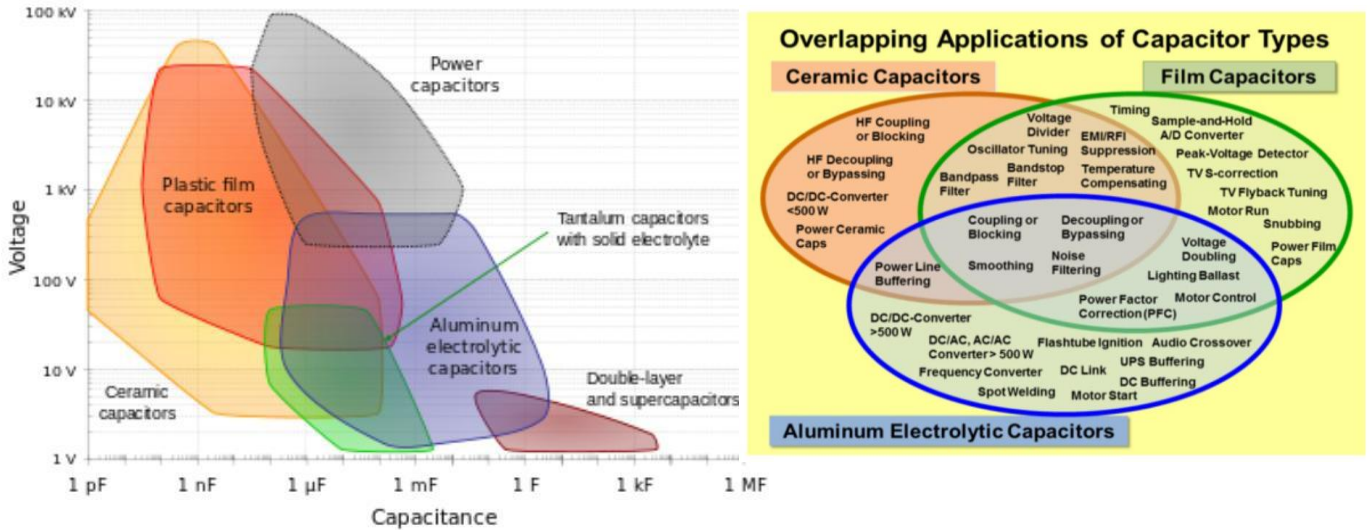 100 kV
10 kV
1 kV
100 V
10 V
1 V
Voltage
Power
capacitors
Plastic film
capacitors
Tantalum capacitors
with solid electrolyte
Aluminum
electrolytic
capacitors
Ceramic
capacitors
Double-layer
and supercapacitors
1 pF
1 nF
1 µF
1 mF
1 F
1 kF
1 MF
Capacitance
Overlapping Applications of Capacitor Types
Ceramic Capacitors
Film Capacitors
HF Coupling
or Blocking
HF Decoupling
or Bypassing
DC/DC-Converter
<500 W
Power Ceramic
Caps
Voltage
Divider
EMI/RFI
Suppression
Oscillator Tuning
Bandpass
Filter
Bandstop
Filter
Temperature
Compensating
Timing
Sample-and-Hold
A/D Converter
Peak-Voltage Detector
TV S-correction
TV Flyback Tuning
Motor Run
Snubbing
Power Film
Caps
Coupling or
Blocking
Decoupling or
Bypassing
Smoothing
Noise
Filtering
Power Line
Buffering
Voltage
Doubling
Lighting Ballast
Power Factor
Correction (PFC)
Motor Control
DC/DC-Converter
>500 W
DC/AC, AC/AC
Converter > 500 W
Flashtube Ignition
Audio Crossover
Frequency Converter
DC Link
UPS Buffering
DC Buffering
Spot Welding
Motor Start
Aluminum Electrolytic Capacitors